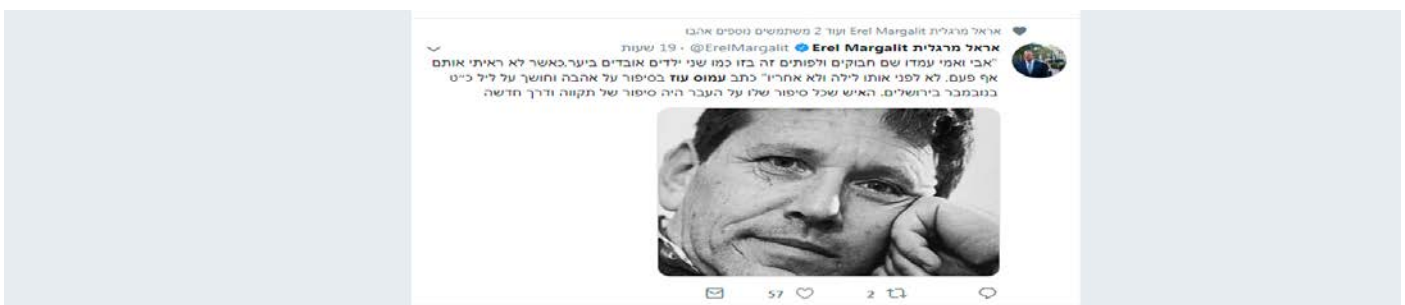 אראל מרגלית Erel Margalit ועוד 2 משתמשים נוספים אהבו
אראל מרגלית Erel Margalit @ErelMargalit · 19 שעות
"אבי ואמי עמדו שם חבוקים ולפותים זה בזו כמו שני ילדים אובדים ביער.כאשר לא ראיתי אותם
אף פעם. לא לפני אותו לילה ולא אחריו" כתב עמוס עוז בסיפור על אהבה וחושך על ליל כ״ט
בנובמבר בירושלים. האיש שכל סיפור שלו על העבר היה סיפור של תקווה ודרך חדשה
2 57